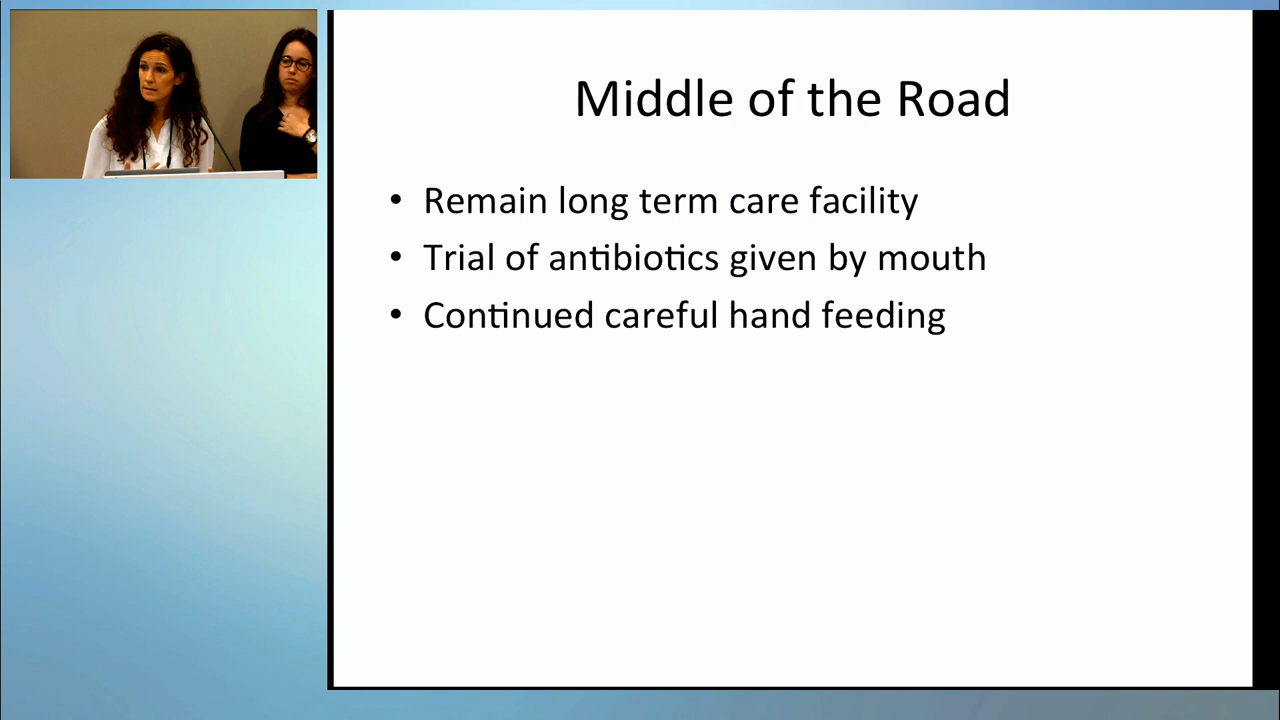 Middle of the Road
• Remain long term care facility
• Trial of antibiotics given by mouth
• Continued careful hand feeding